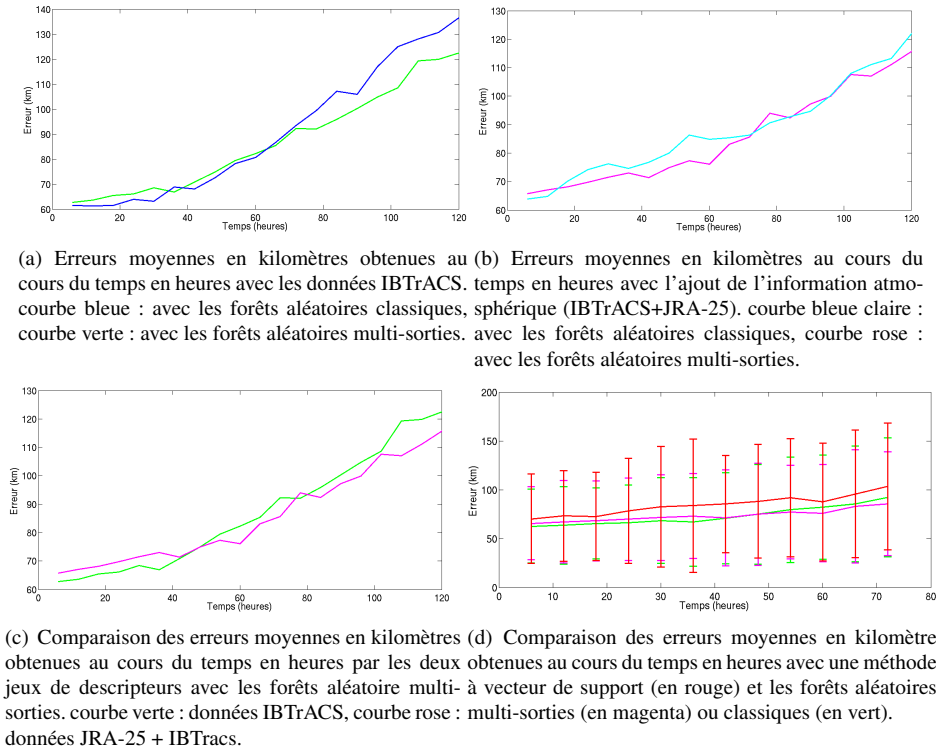 140
130
120
110
100
90
80
70
60
0 20 40 60 80 100 120
Erreur (km)
Temps (heures)
130
120
110
100
90
80
70
60
0 20 40 60 80 100 120
Erreur (km)
Temps (heures)
(a) Erreurs moyennes en kilomètres obtenues au
cours du temps en heures avec les données IBTrACS.
courbe bleue : avec les forêts aléatoires classiques,
courbe verte : avec les forêts aléatoires multi-sorties.
(b) Erreurs moyennes en kilomètres au cours du
temps en heures avec l'ajout de l'information atmo-
sphérique (IBTrACS+JRA-25). courbe bleue claire :
avec les forêts aléatoires classiques, courbe rose :
avec les forêts aléatoires multi-sorties.
130
120
110
100
90
80
70
60
0 20 40 60 80 100 120
Erreur (km)
Temps (heures)
200
150
100
50
0
0 10 20 30 40 50 60 70 80
Erreur (km)
Temps (heures)
(c) Comparaison des erreurs moyennes en kilomètres
obtenues au cours du temps en heures par les deux
jeux de descripteurs avec les forêts aléatoire multi-
sorties. courbe verte : données IBTrACS, courbe rose :
données JRA-25 + IBTracs.
(d) Comparaison des erreurs moyennes en kilomètre
obtenues au cours du temps en heures avec une méthode
à vecteur de support (en rouge) et les forêts aléatoires
multi-sorties (en magenta) ou classiques (en vert).